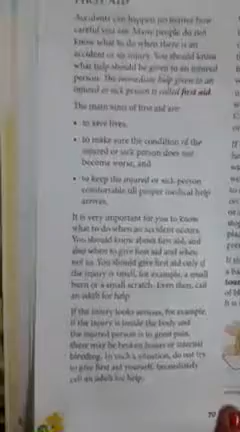 FIRST AID
Accidents can happen no matter how
careful you are. Many people do not
know what to do when there is an
accident or an injury. You should know
what help should be given to an injured
person. The immediate help given to an
injured or sick person is called first aid.
The main aims of first aid are:
• to save lives,
• to make sure the condition of the
injured or sick person does not
become worse, and
• to keep the injured or sick person
comfortable till proper medical help
arrives.
It is very important for you to know
what to do when an accident occurs.
You should know about first aid, and
also when to give first aid and when
not to. You should give first aid only if
the injury is small, for example, a small
burn or a small scratch. Even then, call
an adult for help.
If the injury looks serious, for example,
if the injury is inside the body and
the injured person is in great pain,
there may be broken bones or internal
bleeding. In such a situation, do not try
to give first aid yourself. Immediately
call an adult for help.